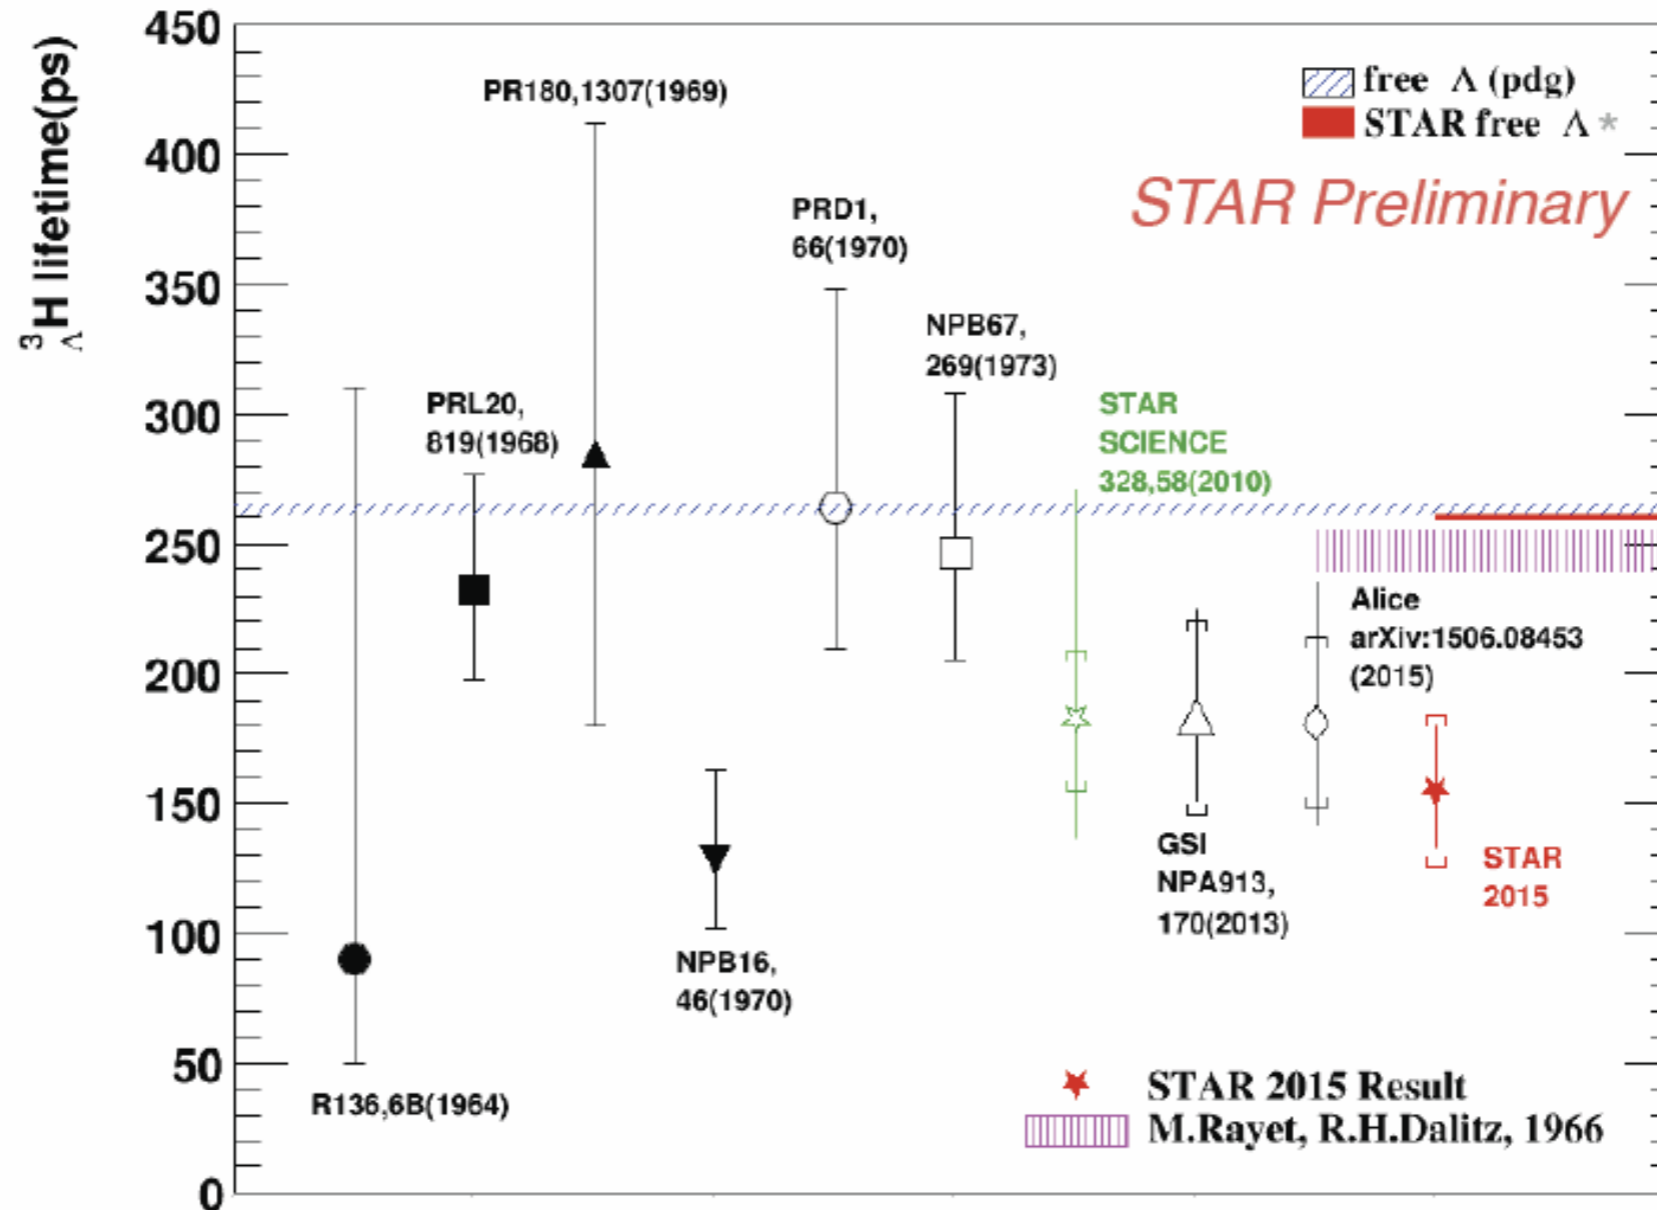 ³ΛH lifetime(ps)
450
400
350
300
250
200
150
100
50
0
free Λ (pdg)
STAR free Λ *
STAR Preliminary
PR180,1307(1969)
PRD1,
66(1970)
NPB67,
269(1973)
PRL20,
819(1968)
STAR
SCIENCE
328,58(2010)
Alice
arXiv:1506.08453
(2015)
GSI
NPA913,
170(2013)
STAR
2015
NPB16,
46(1970)
R136,6B(1964)
STAR 2015 Result
M.Rayet, R.H.Dalitz, 1966